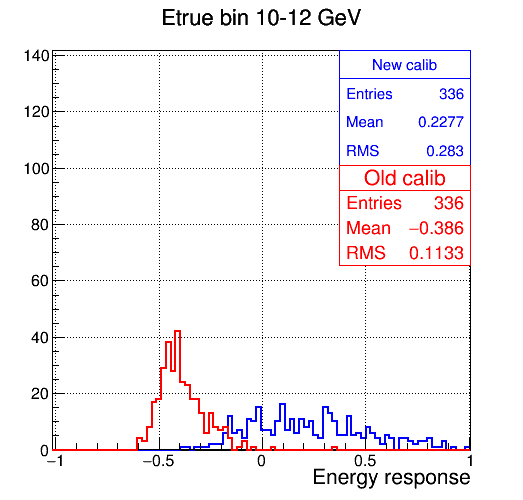 Etrue bin 10-12 GeV
140
120
100
80
60
40
20
0
New calib
Entries 336
Mean 0.2277
RMS 0.283
Old calib
Entries 336
Mean −0.386
RMS 0.1133
−1 −0.5 0 0.5 1
Energy response